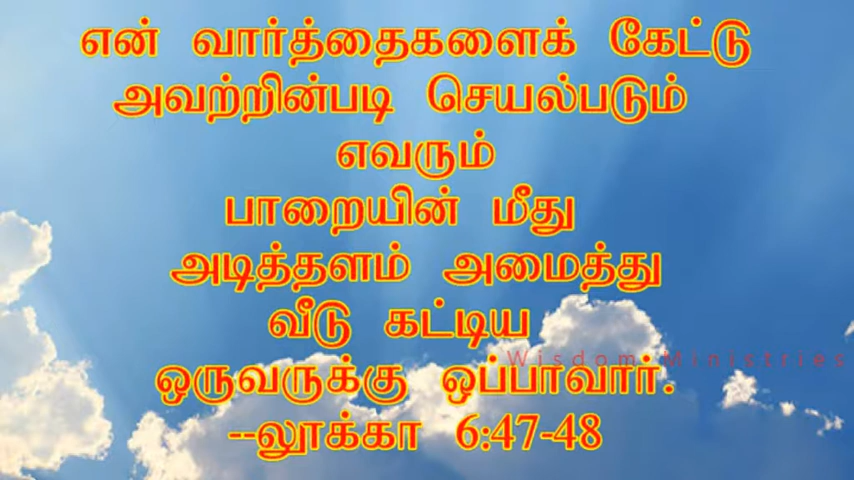 என் வார்த்தைகளைக் கேட்டு
அவற்றின்படி செயல்படும்
எவரும்
பாறையின் மீது
அடித்தளம் அமைத்து
வீடு கட்டிய
Wisdom Ministries
ஒருவருக்கு ஒப்பாவார்.
--லூக்கா 6:47-48